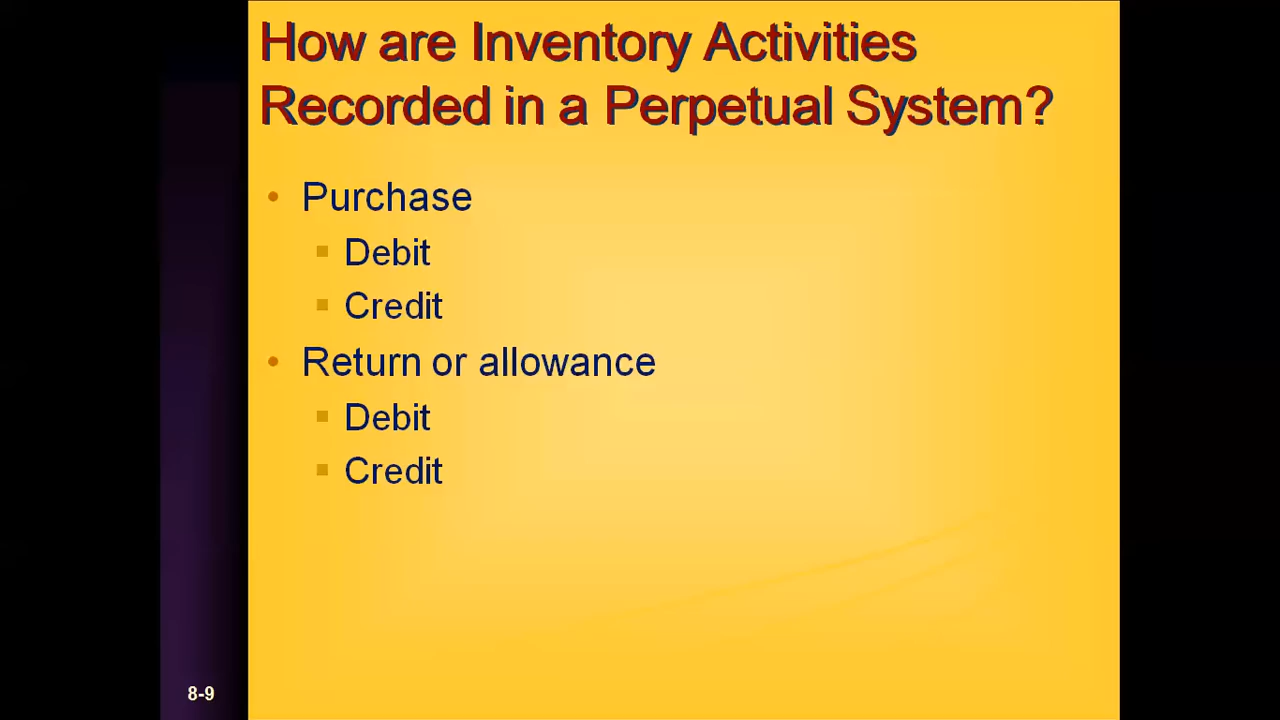 How are Inventory Activities
Recorded in a Perpetual System?
• Purchase
▪ Debit
▪ Credit
• Return or allowance
▪ Debit
▪ Credit
8-9